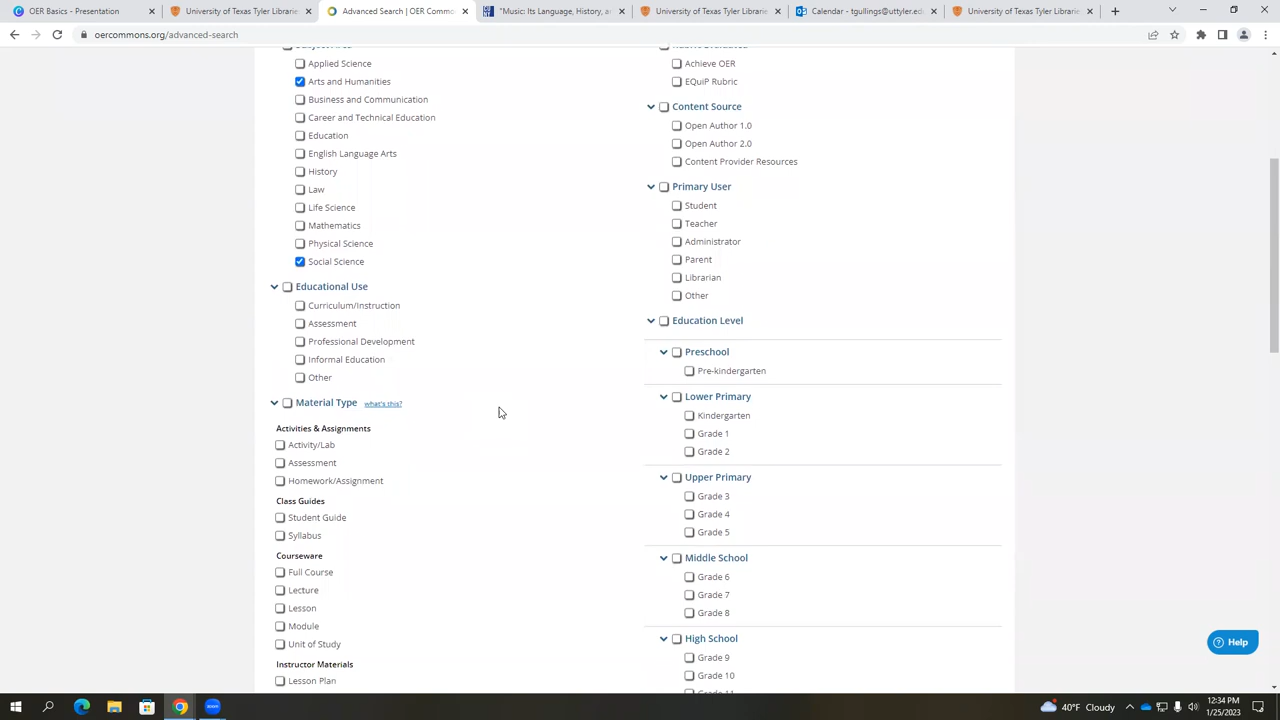 OER Basics - Presentation
University of Texas Tyler Librarie
Advanced Search | OER Commo
"Music: Its Language, History, an
University of Texas Tyler Librarie
Calendar - tgullings@uttyler.ed
University of Texas Tyler Librarie
oercommons.org/advanced-search
Applied Science
Arts and Humanities
Business and Communication
Career and Technical Education
Education
English Language Arts
History
Law
Life Science
Mathematics
Physical Science
Social Science
Educational Use
Curriculum/Instruction
Assessment
Professional Development
Informal Education
Other
Material Type what's this?
Activities & Assignments
Activity/Lab
Assessment
Homework/Assignment
Class Guides
Student Guide
Syllabus
Courseware
Full Course
Lecture
Lesson
Module
Unit of Study
Instructor Materials
Lesson Plan
Achieve OER
EQuiP Rubric
Content Source
Open Author 1.0
Open Author 2.0
Content Provider Resources
Primary User
Student
Teacher
Administrator
Parent
Librarian
Other
Education Level
Preschool
Pre-kindergarten
Lower Primary
Kindergarten
Grade 1
Grade 2
Upper Primary
Grade 3
Grade 4
Grade 5
Middle School
Grade 6
Grade 7
Grade 8
High School
Grade 9
Grade 10
Help
zoom
40°F Cloudy
12:34 PM
1/25/2023